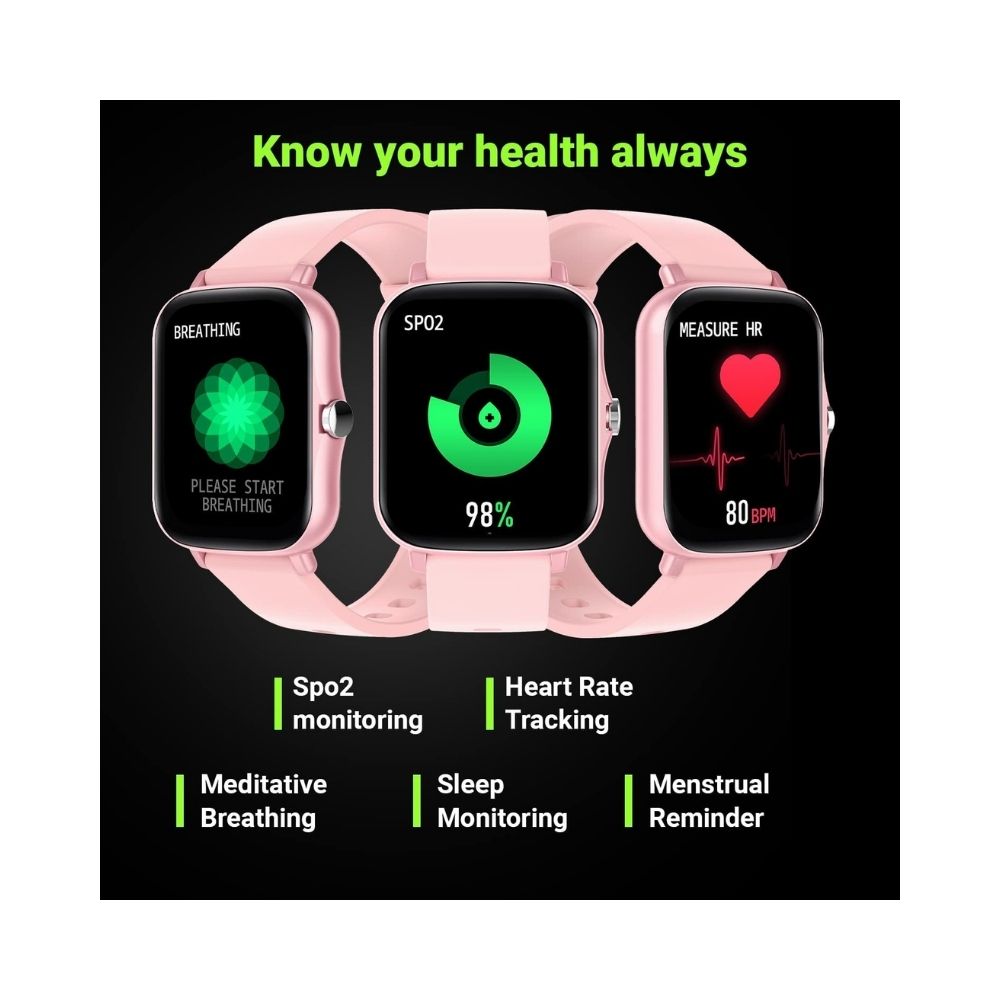 Know your health always
BREATHING
PLEASE START
BREATHING
SPO2
98%
MEASURE HR
80 BPM
Spo2
monitoring
Heart Rate
Tracking
Meditative
Breathing
Sleep
Monitoring
Menstrual
Reminder